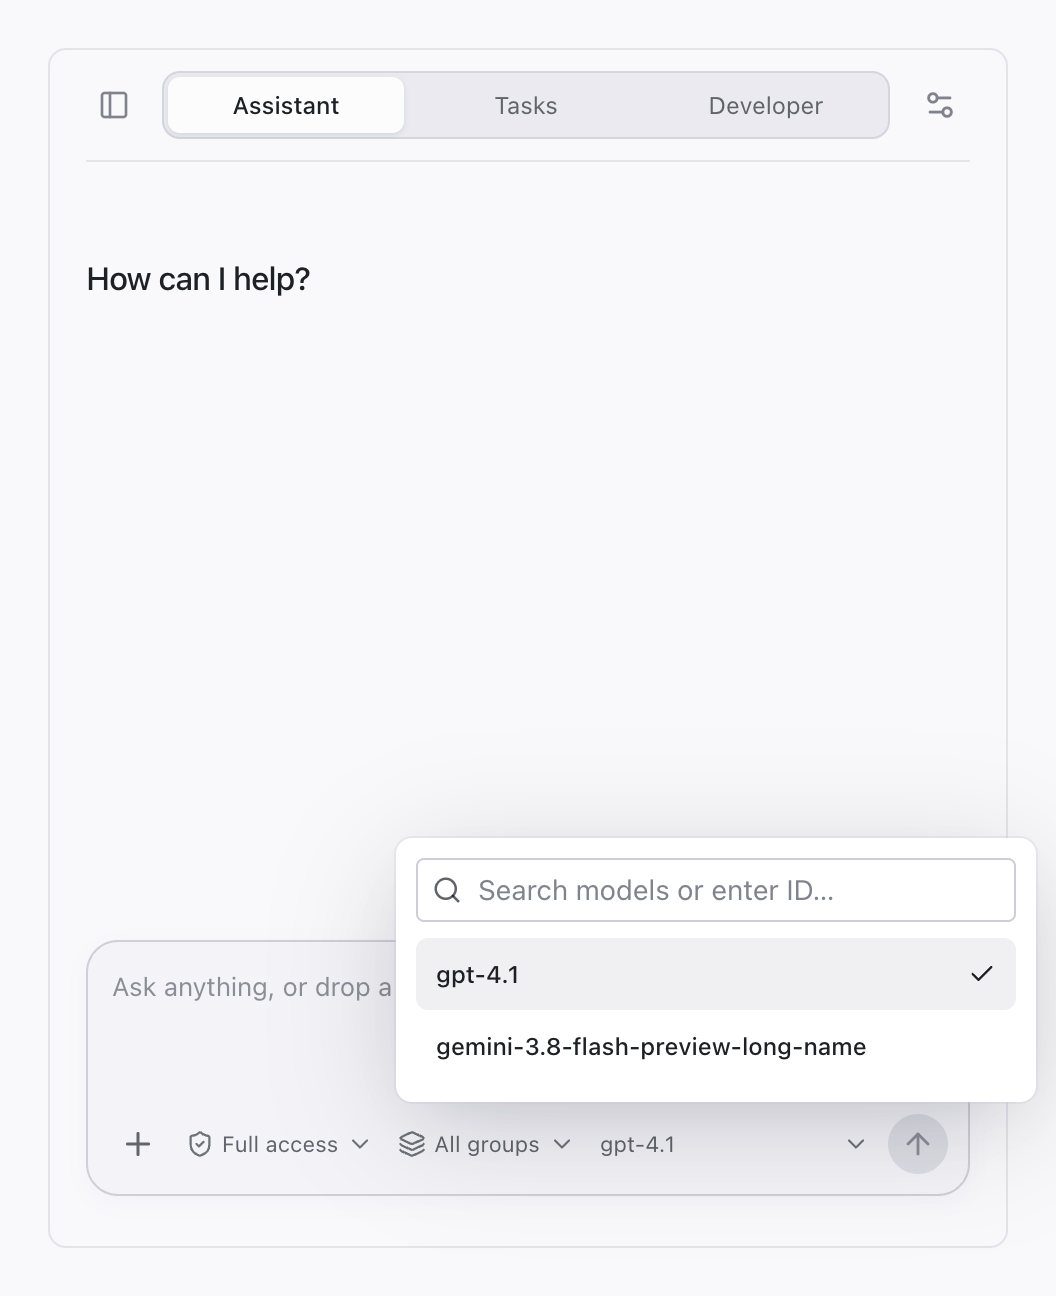 Assistant
Tasks
Developer
How can I help?
Search models or enter ID...
gpt-4.1
gemini-3.8-flash-preview-long-name
Ask anything, or drop a
Full access
All groups
gpt-4.1